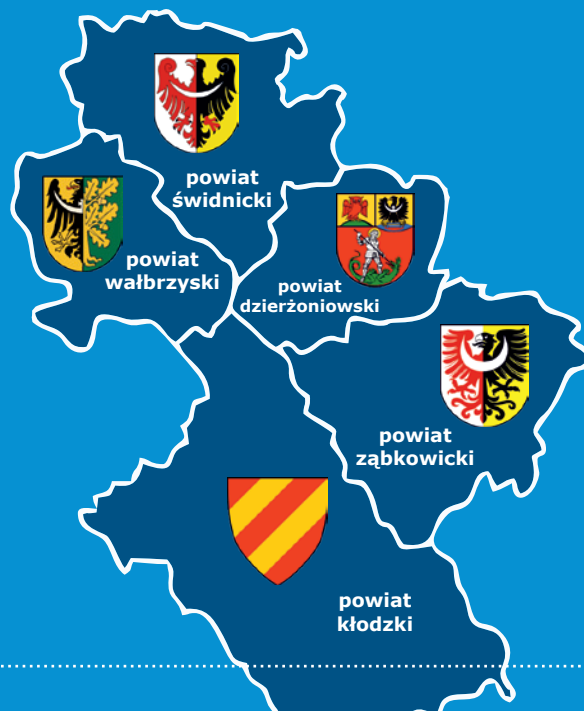 powiat
świdnicki
powiat
wałbrzyski
powiat
dzierżoniowski
powiat
ząbkowicki
powiat
kłodzki